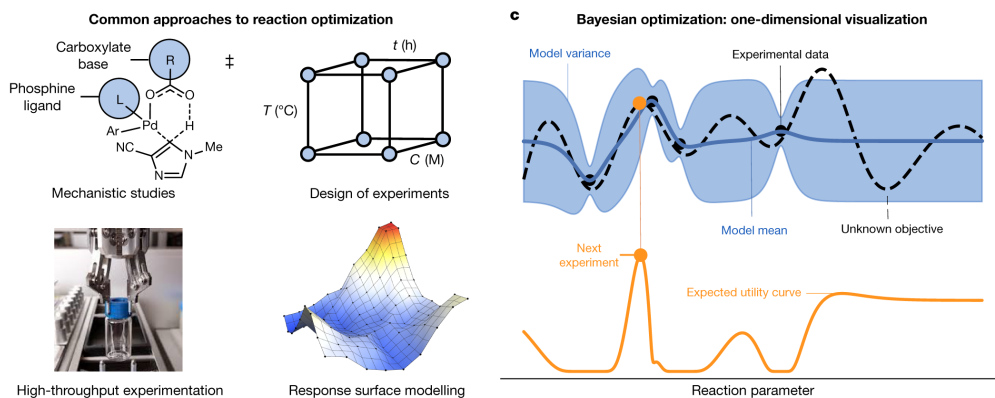 Common approaches to reaction optimization
Carboxylate
base
R
‡
Phosphine
ligand
L
O
O
Pd
H
Ar
CN
N
Me
N
Mechanistic studies
t (h)
T (°C)
C (M)
Design of experiments
High-throughput experimentation
Response surface modelling
c
Bayesian optimization: one-dimensional visualization
Model variance
Experimental data
Model mean
Unknown objective
Next
experiment
Expected utility curve
Reaction parameter